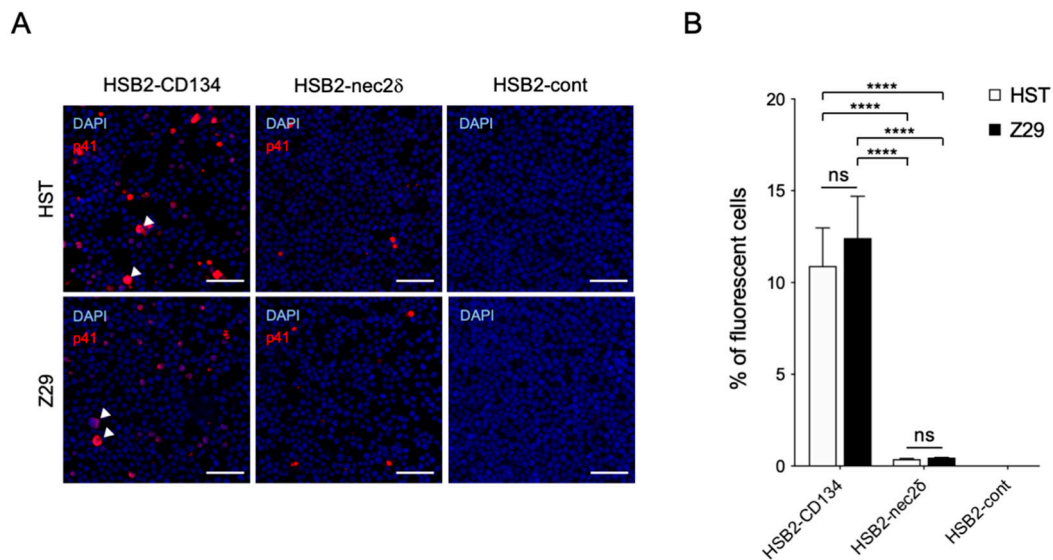 A
HSB2-CD134
HSB2-nec2δ
HSB2-cont
HST
DAPI
p41
DAPI
p41
DAPI
Z29
DAPI
p41
DAPI
p41
DAPI
B
% of fluorescent cells
20
15
10
5
0
****
****
****
****
ns
ns
HST
Z29
HSB2-CD134
HSB2-nec2δ
HSB2-cont